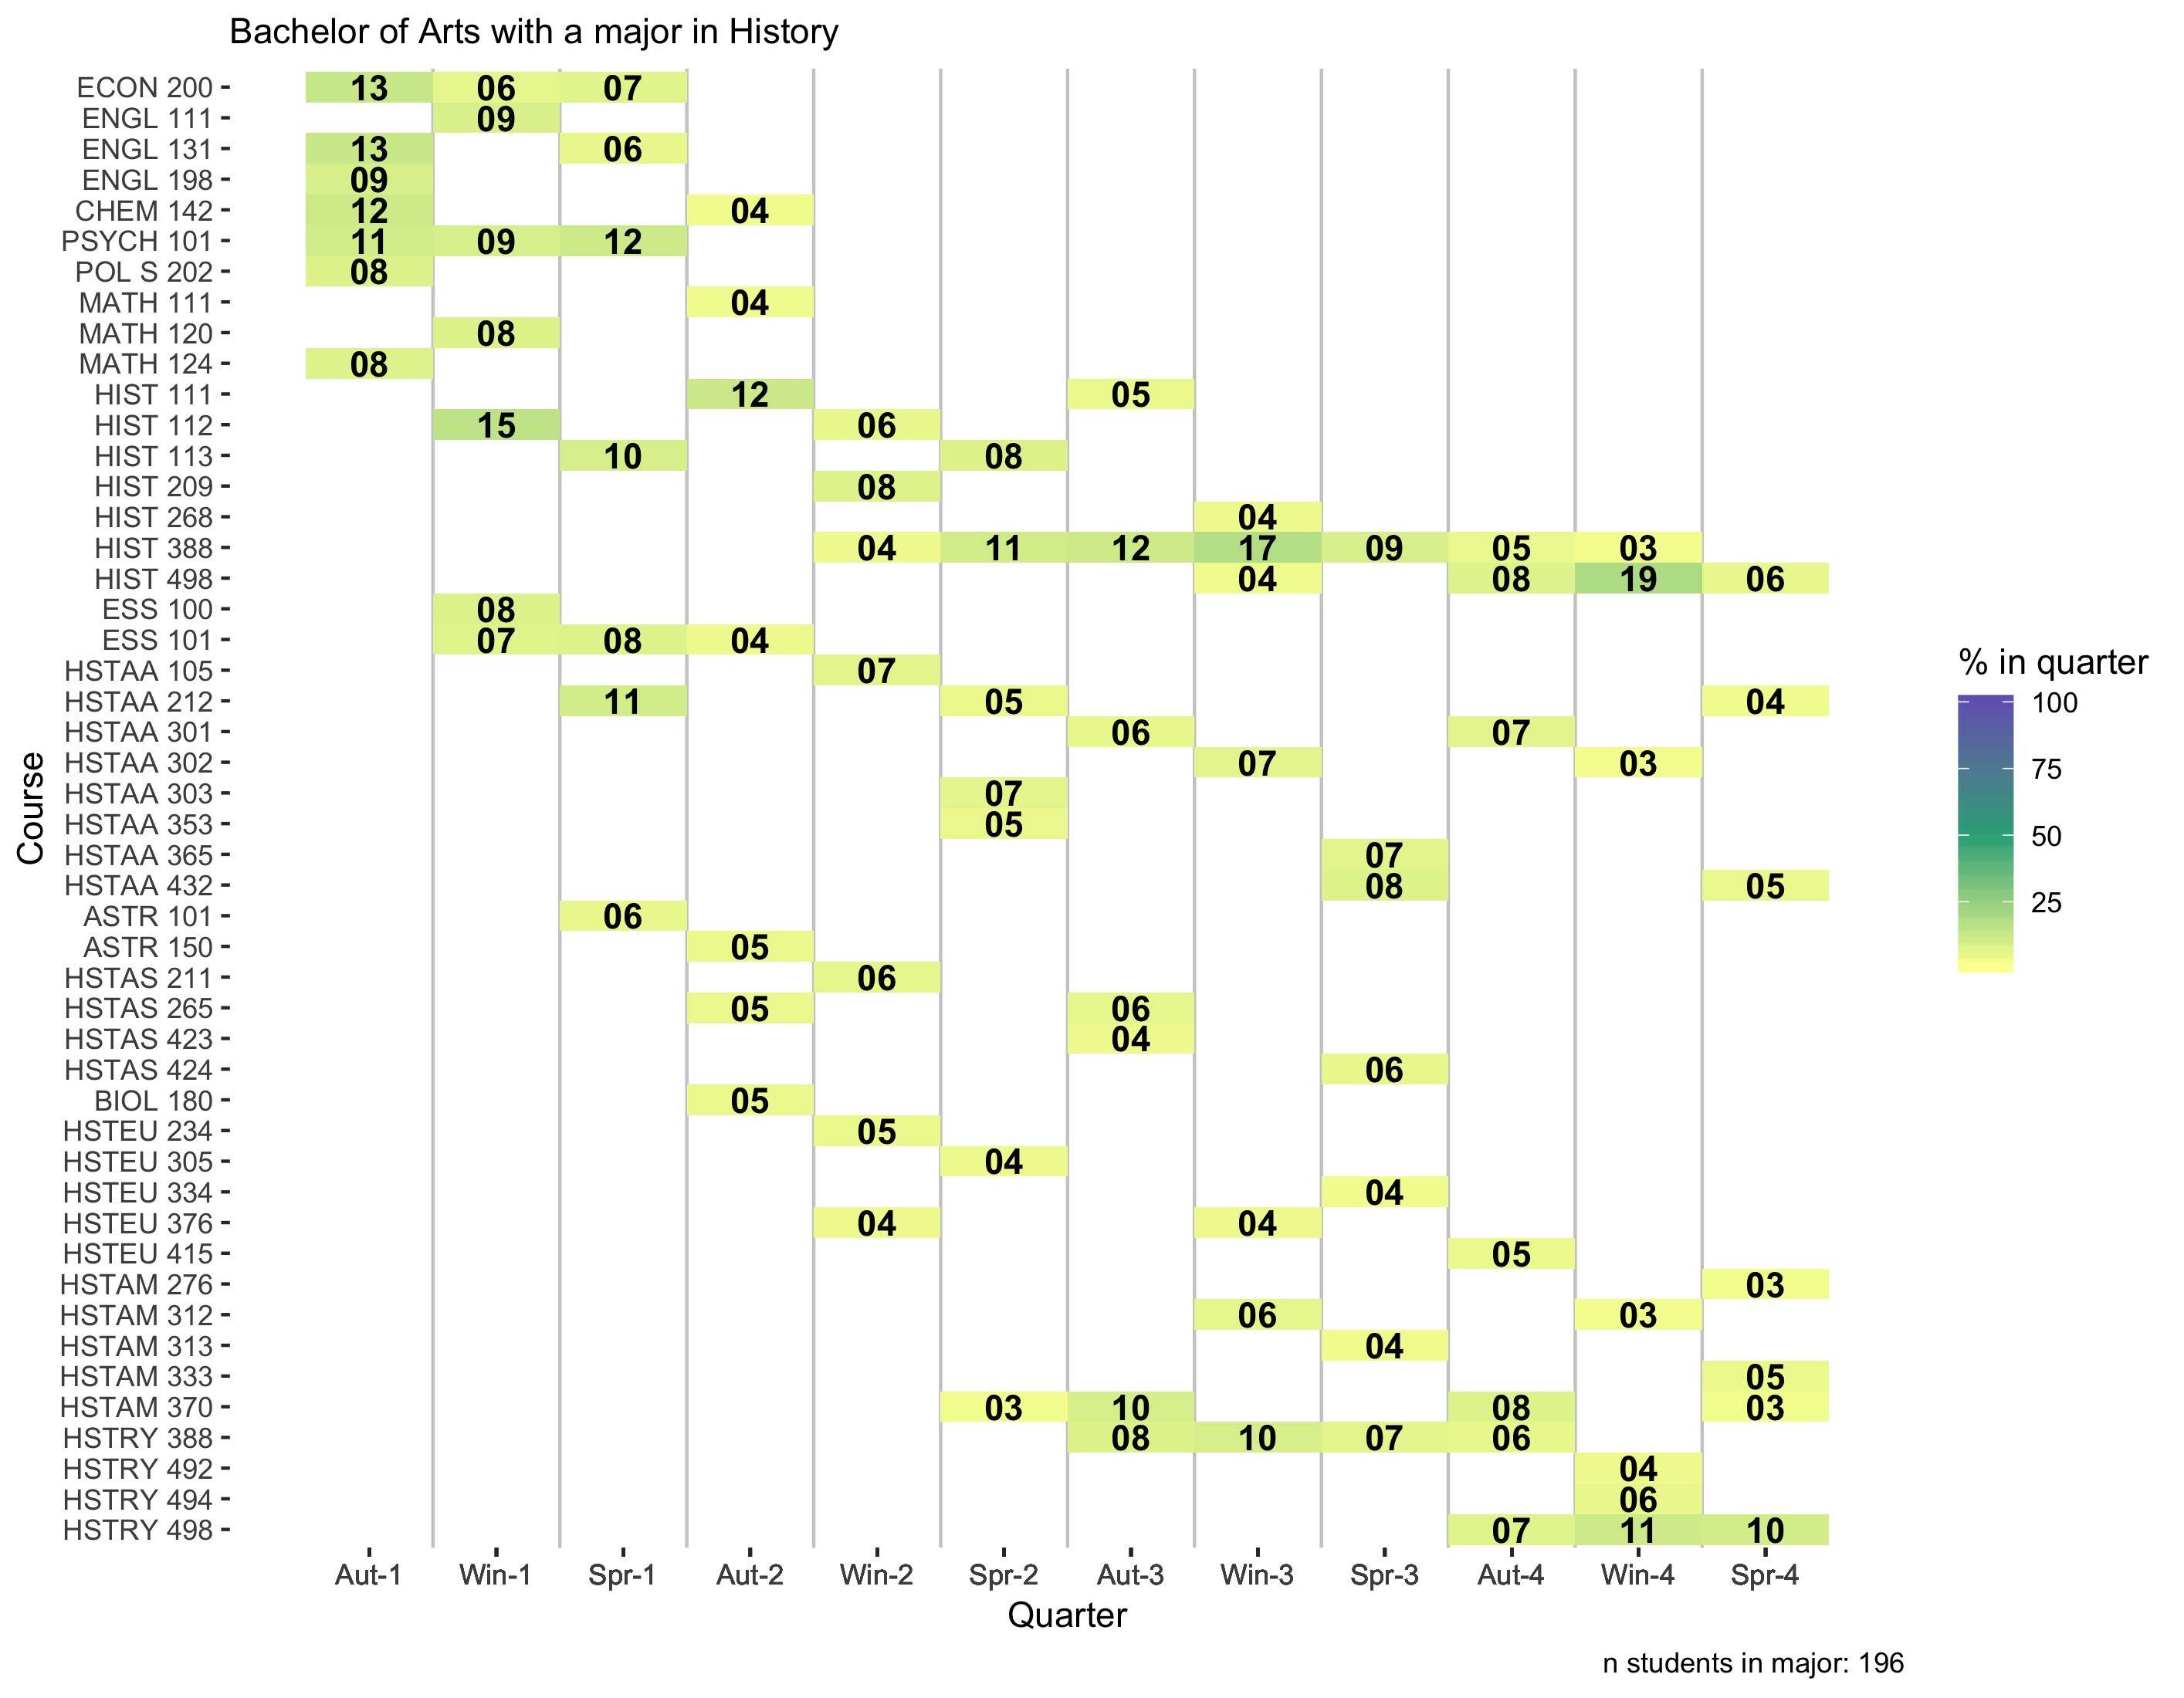 Bachelor of Arts with a major in History
ECON 200 13 06 07
ENGL 111 09
ENGL 131 13 06
ENGL 198 09
CHEM 142 12 04
PSYCH 101 11 09 12
POL S 202 08
MATH 111 04
MATH 120 08
MATH 124 08
HIST 111 12 05
HIST 112 15 06
HIST 113 10 08
HIST 209 08
HIST 268 04
HIST 388 04 11 12 17 09 05 03
HIST 498 04 08 19 06
ESS 100 08
ESS 101 07 08 04
HSTAA 105 07
HSTAA 212 11 05 04
HSTAA 301 06 07
HSTAA 302 07 03
HSTAA 303 07
HSTAA 353 05
HSTAA 365 07
HSTAA 432 08 05
ASTR 101 06
ASTR 150 05
HSTAS 211 06
HSTAS 265 05 06
HSTAS 423 04
HSTAS 424 06
BIOL 180 05
HSTEU 234 05
HSTEU 305 04
HSTEU 334 04
HSTEU 376 04 04
HSTEU 415 05
HSTAM 276 03
HSTAM 312 06 03
HSTAM 313 04
HSTAM 333 05
HSTAM 370 03 10 08 03
HSTRY 388 08 10 07 06
HSTRY 492 04
HSTRY 494 06
HSTRY 498 07 11 10
Aut-1 Win-1 Spr-1 Aut-2 Win-2 Spr-2 Aut-3 Win-3 Spr-3 Aut-4 Win-4 Spr-4
Quarter
Course
% in quarter
100
75
50
25
n students in major: 196